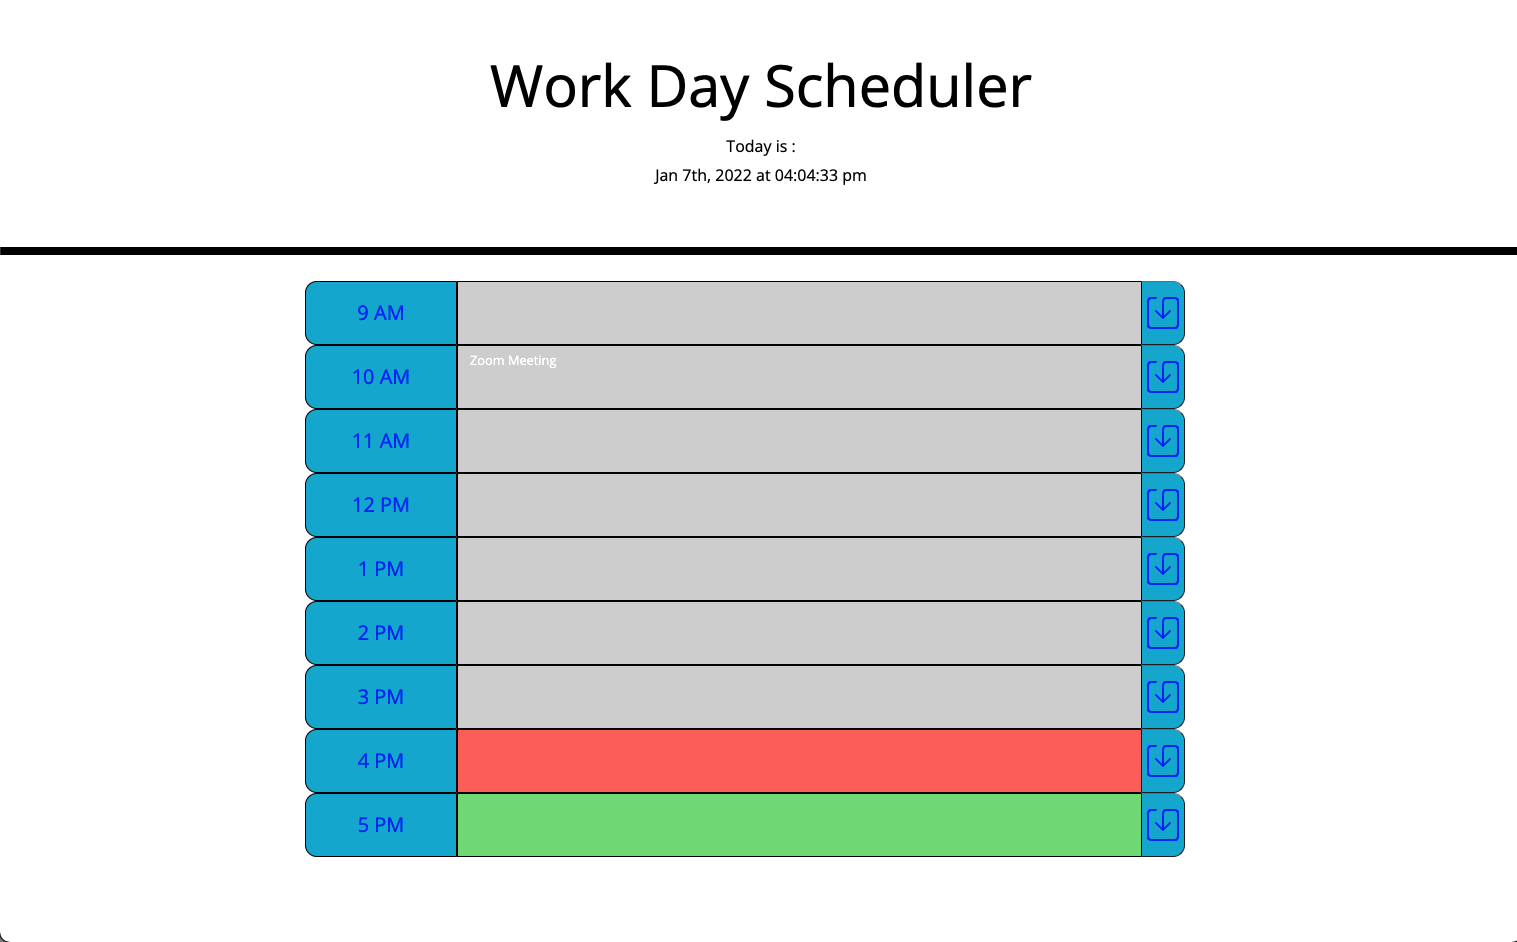 Work Day Scheduler
Today is :
Jan 7th, 2022 at 04:04:33 pm
9 AM
10 AM
Zoom Meeting
11 AM
12 PM
1 PM
2 PM
3 PM
4 PM
5 PM